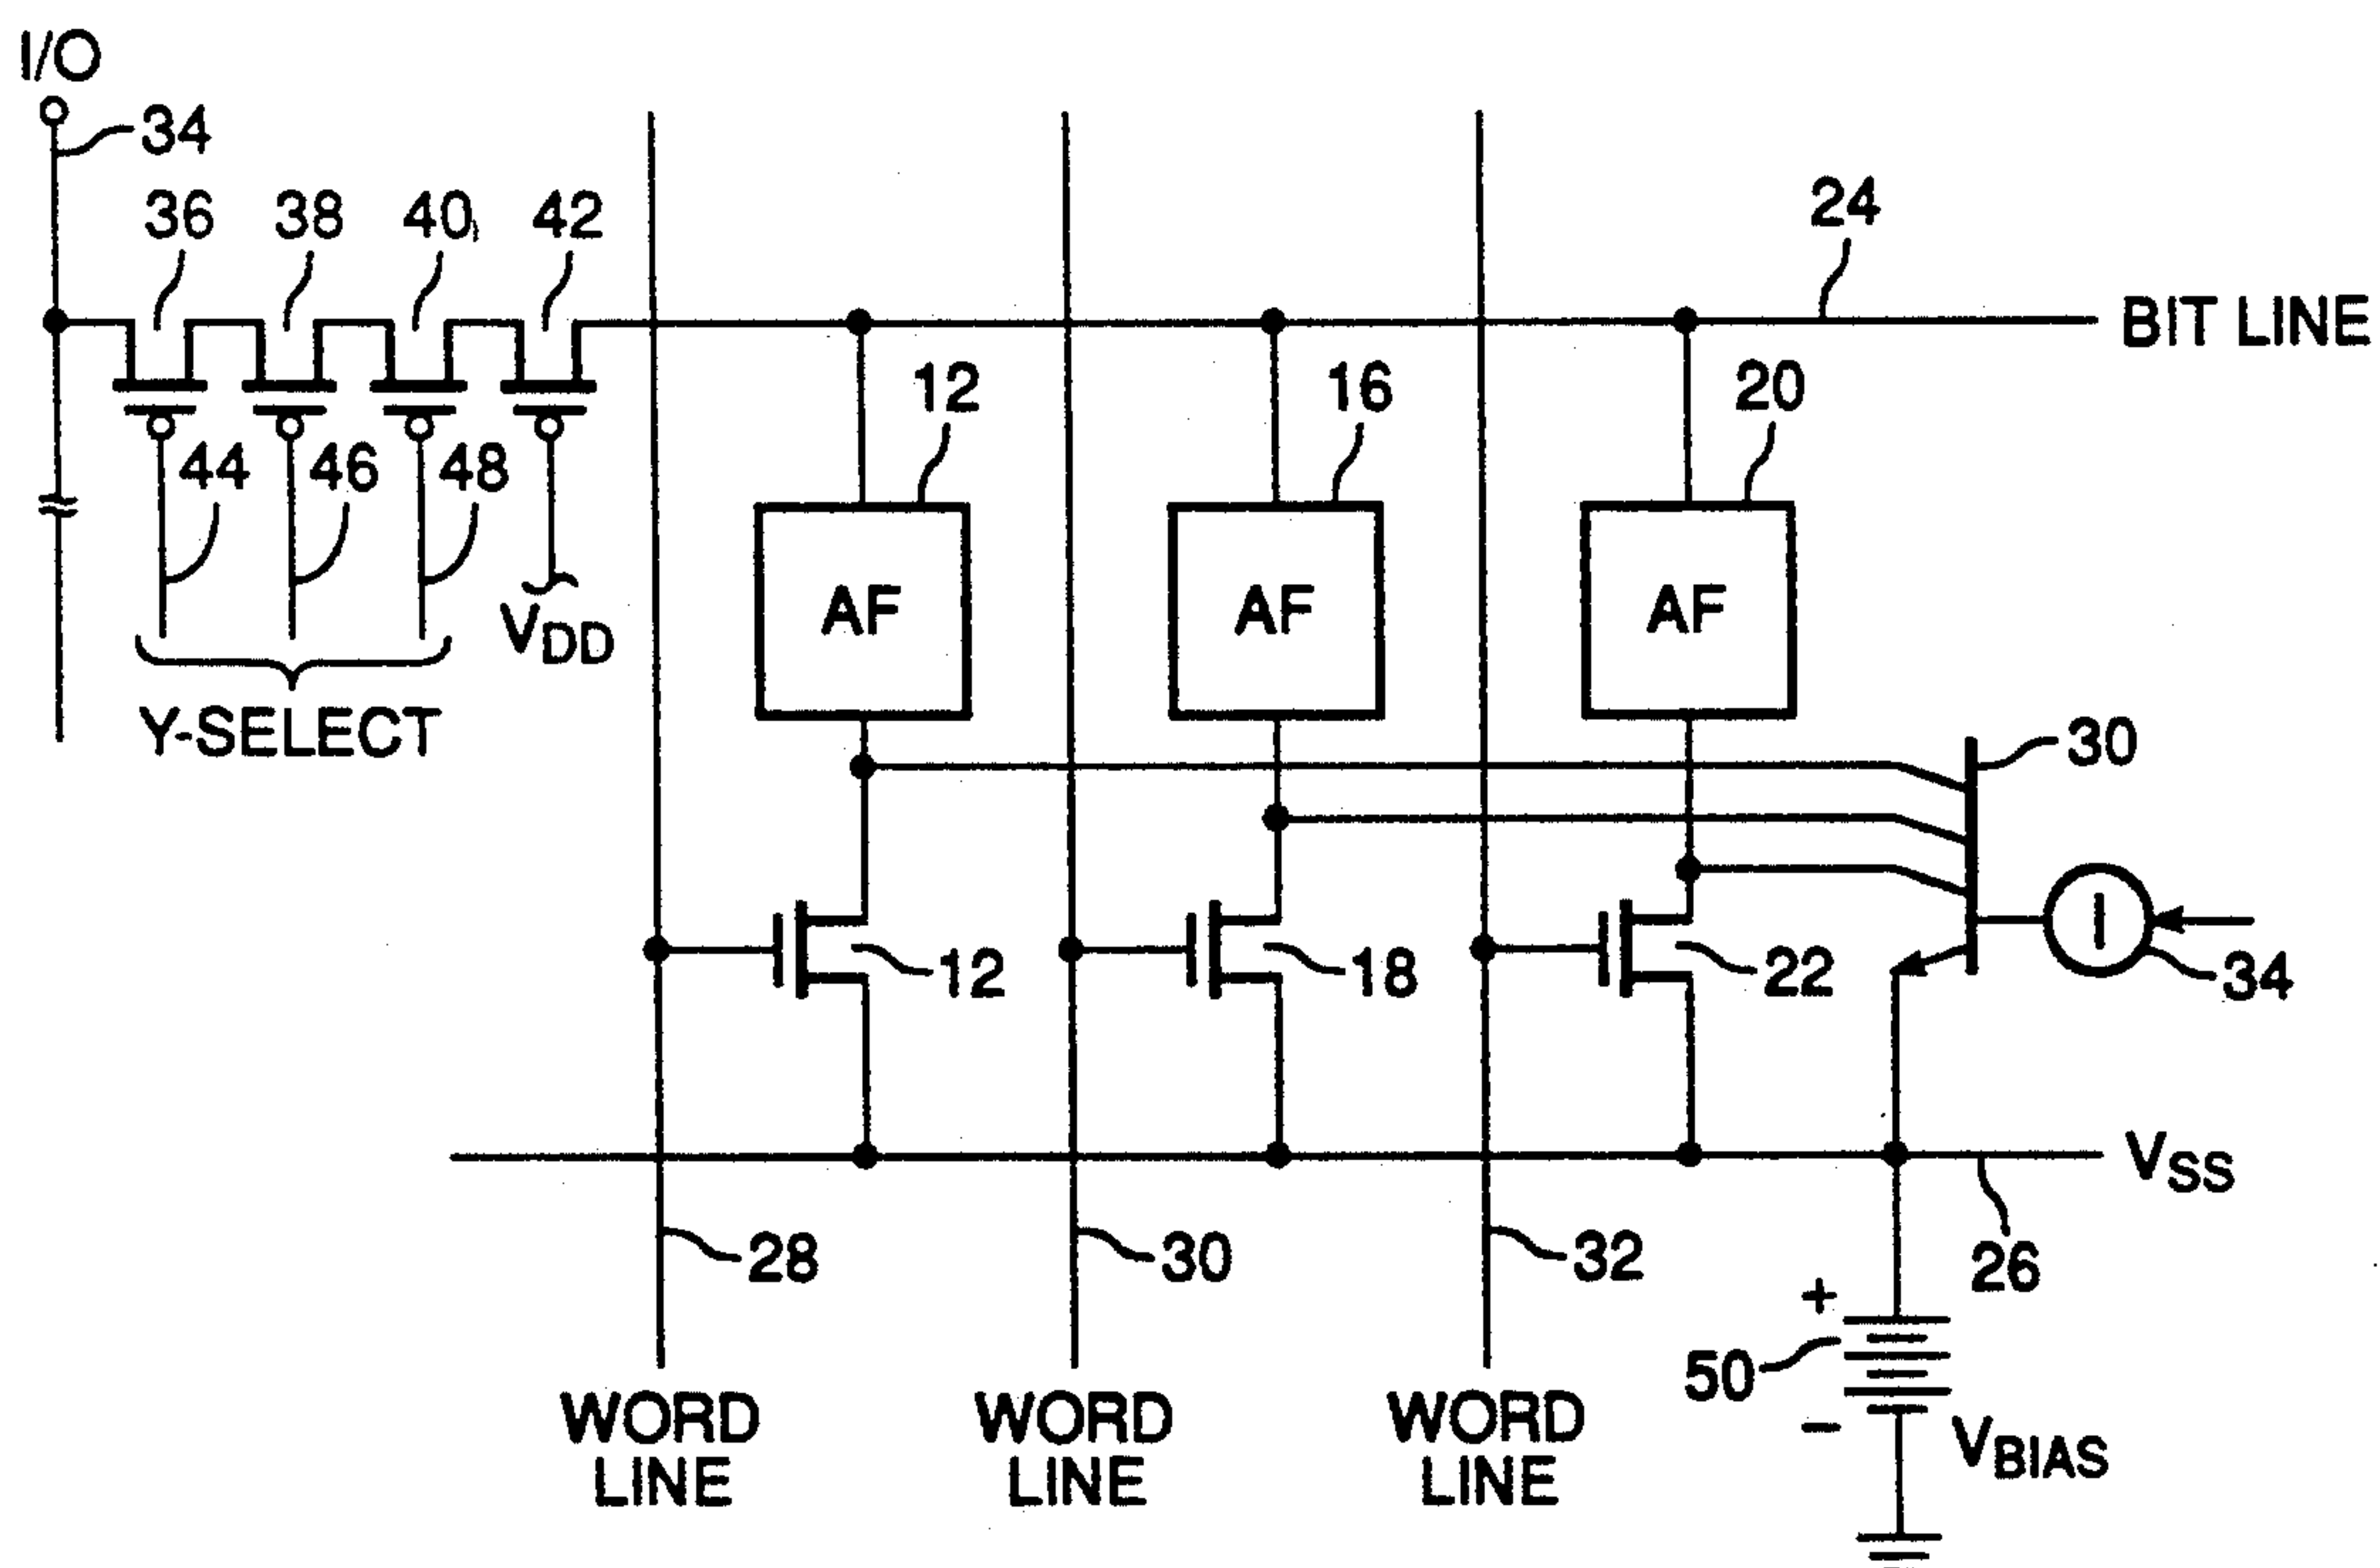 I/O
34
36 38 40 42
24
BIT LINE
12 16 20
44 46 48
AF AF AF
VDD
Y-SELECT
30
I
12 18 22 34
VSS
28 30 32 26
+
50
−
VBIAS
WORD LINE
WORD LINE
WORD LINE